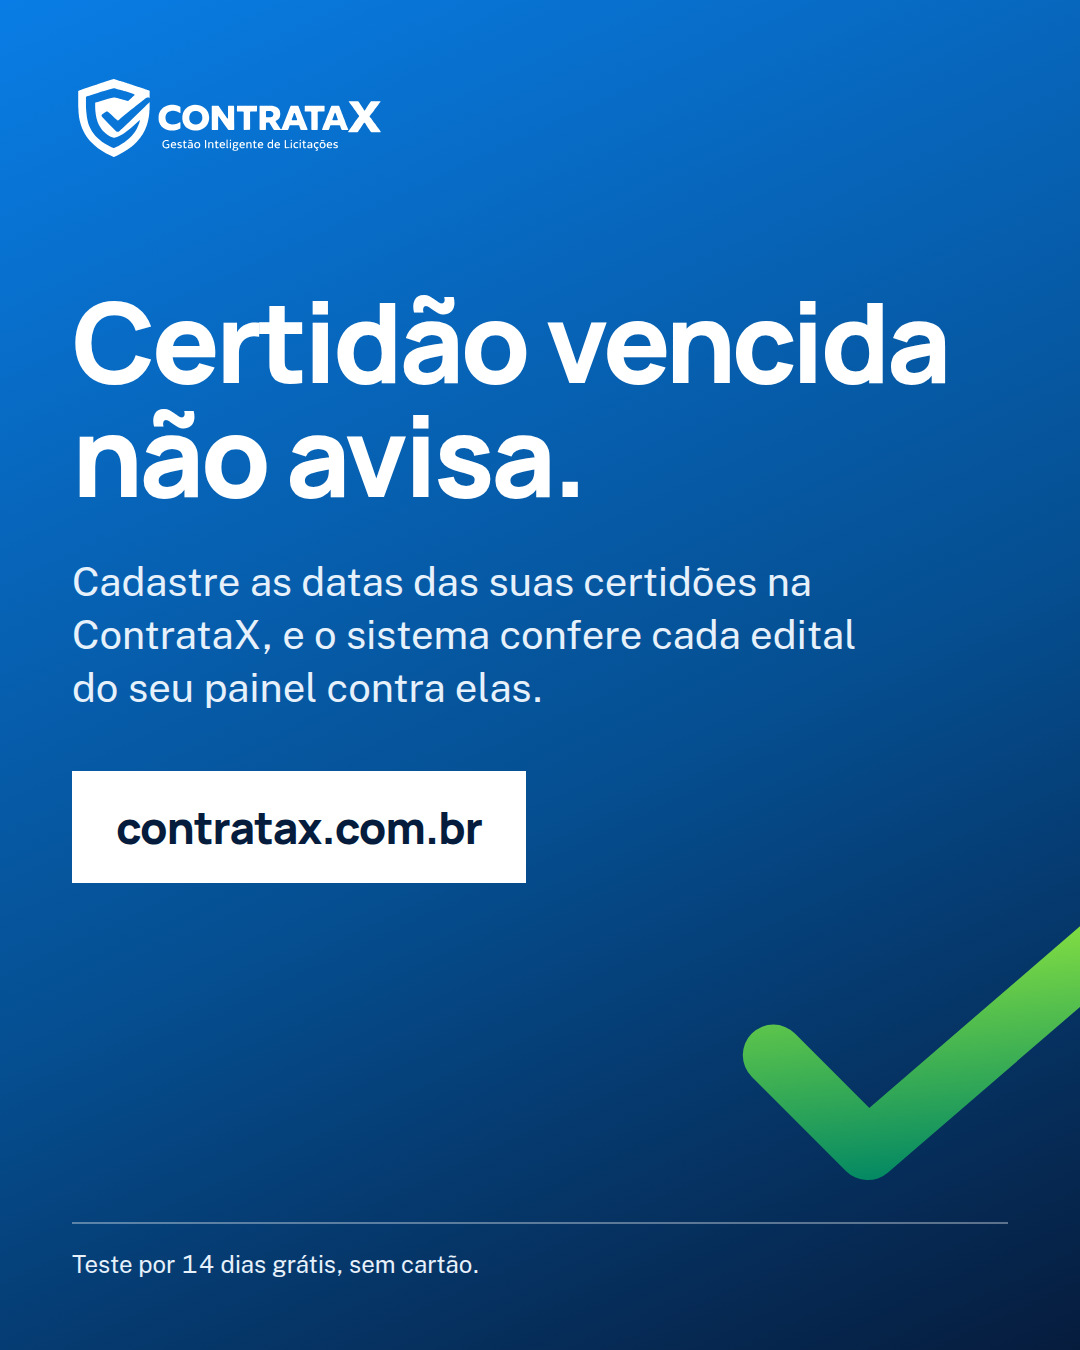 CONTRATAX
Gestão Inteligente de Licitações
Certidão vencida
não avisa.
Cadastre as datas das suas certidões na
ContrataX, e o sistema confere cada edital
do seu painel contra elas.
contratax.com.br
Teste por 14 dias grátis, sem cartão.